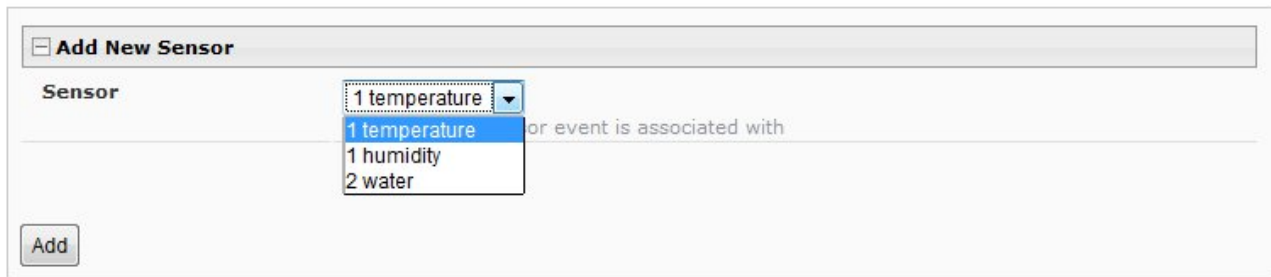 Add New Sensor
Sensor
1 temperature
1 temperature
or event is associated with
1 humidity
2 water
Add